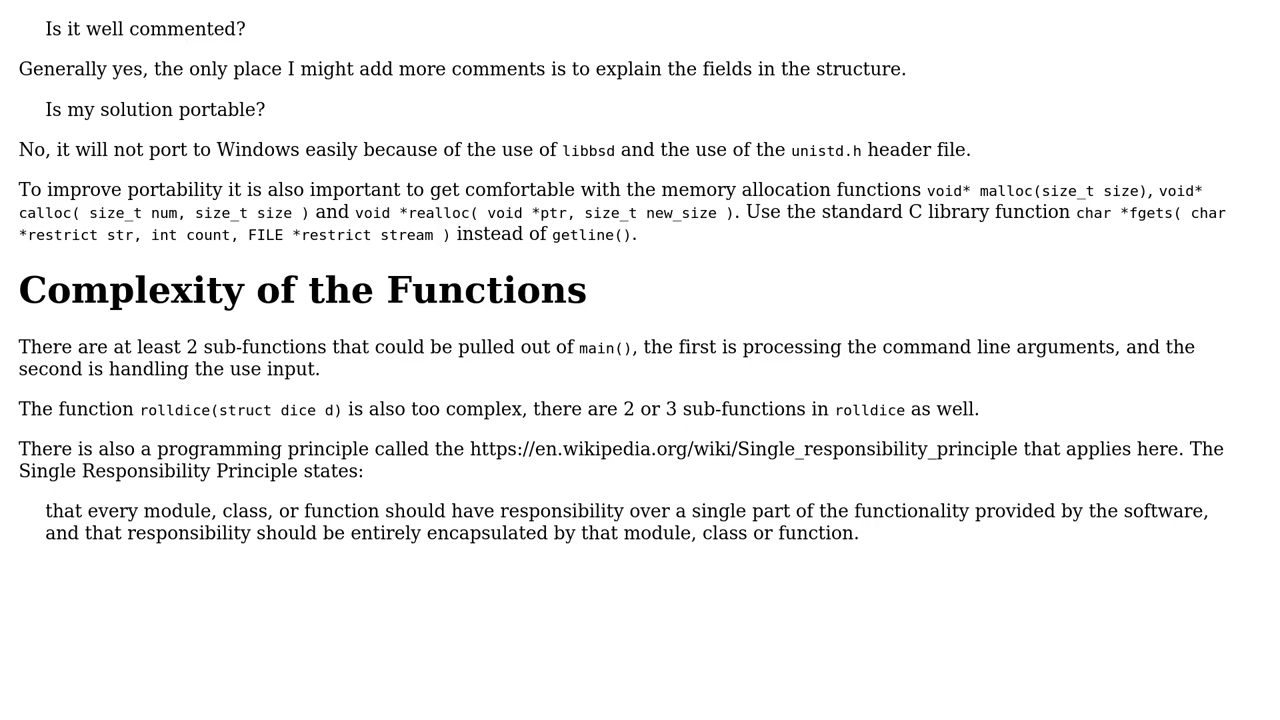 Is it well commented?
Generally yes, the only place I might add more comments is to explain the fields in the structure.
Is my solution portable?
No, it will not port to Windows easily because of the use of libbsd and the use of the unistd.h header file.
To improve portability it is also important to get comfortable with the memory allocation functions void* malloc(size_t size), void*
calloc( size_t num, size_t size ) and void *realloc( void *ptr, size_t new_size ). Use the standard C library function char *fgets( char
*restrict str, int count, FILE *restrict stream ) instead of getline().
Complexity of the Functions
There are at least 2 sub-functions that could be pulled out of main(), the first is processing the command line arguments, and the
second is handling the use input.
The function rolldice(struct dice d) is also too complex, there are 2 or 3 sub-functions in rolldice as well.
There is also a programming principle called the https://en.wikipedia.org/wiki/Single_responsibility_principle that applies here. The
Single Responsibility Principle states:
that every module, class, or function should have responsibility over a single part of the functionality provided by the software,
and that responsibility should be entirely encapsulated by that module, class or function.